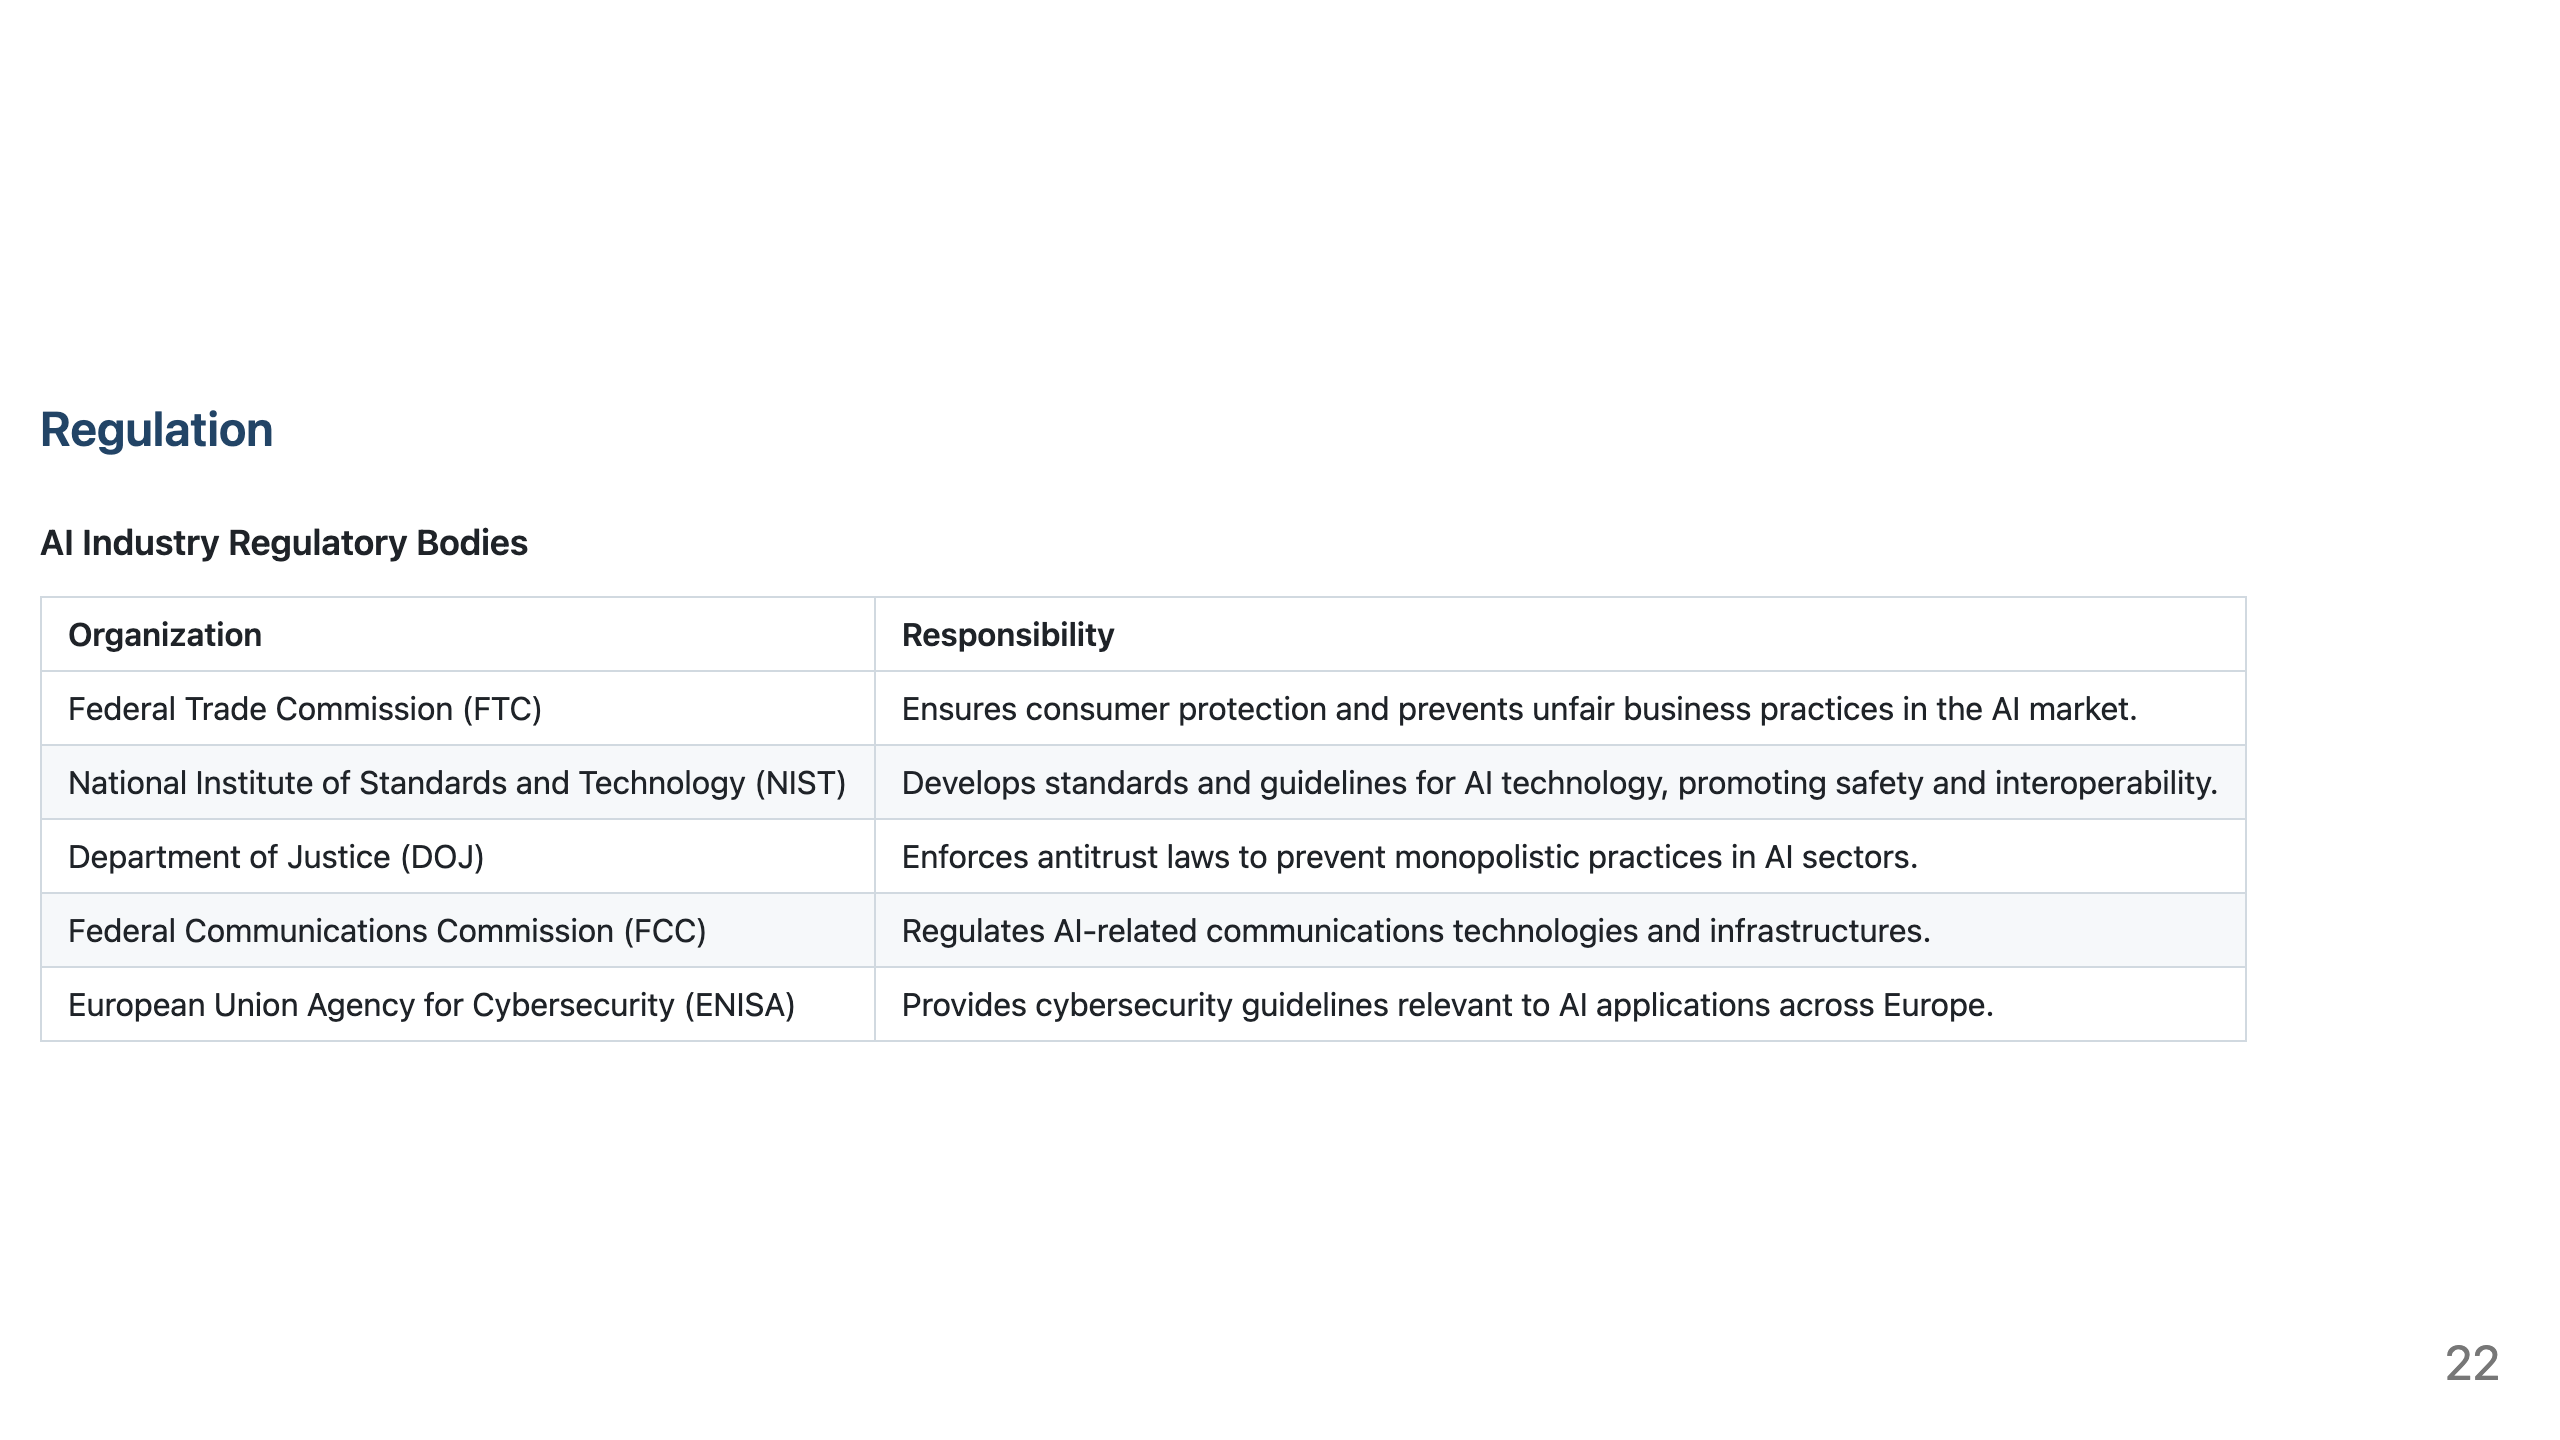 Regulation
AI Industry Regulatory Bodies
Organization Responsibility
Federal Trade Commission (FTC) Ensures consumer protection and prevents unfair business practices in the AI market.
National Institute of Standards and Technology (NIST) Develops standards and guidelines for AI technology, promoting safety and interoperability.
Department of Justice (DOJ) Enforces antitrust laws to prevent monopolistic practices in AI sectors.
Federal Communications Commission (FCC) Regulates AI-related communications technologies and infrastructures.
European Union Agency for Cybersecurity (ENISA) Provides cybersecurity guidelines relevant to AI applications across Europe.
22